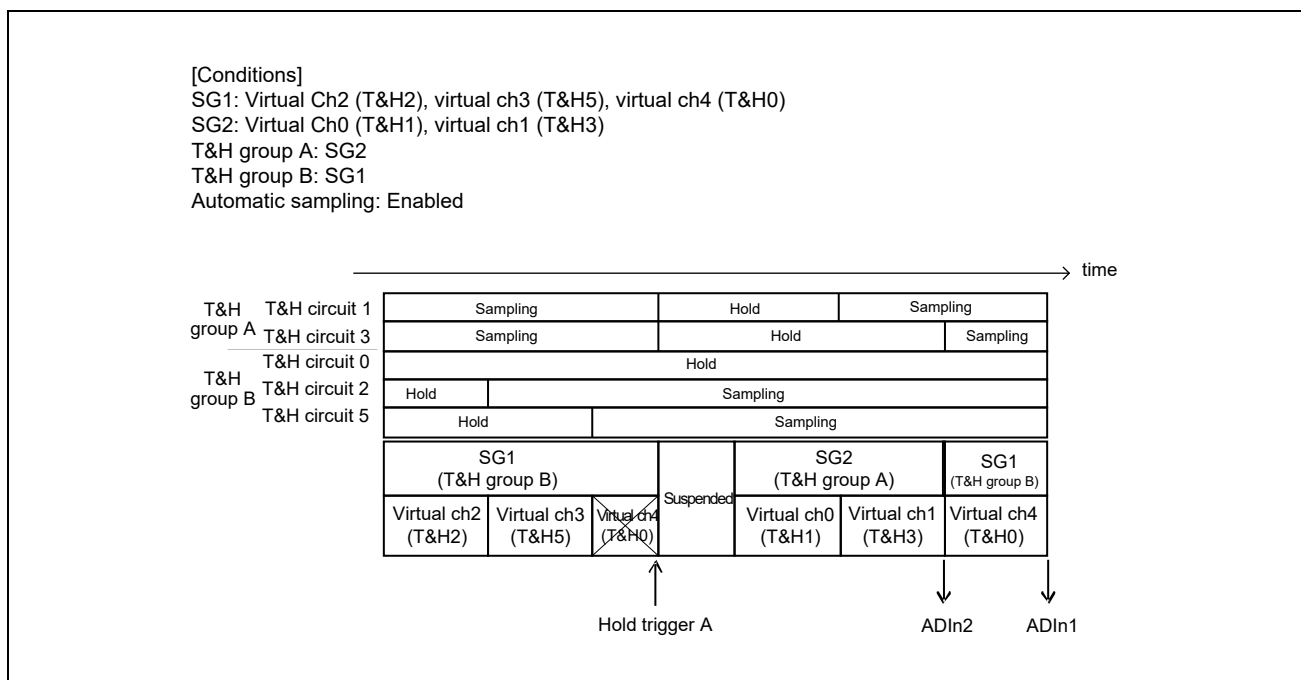 [Conditions]
SG1: Virtual Ch2 (T&H2), virtual ch3 (T&H5), virtual ch4 (T&H0)
SG2: Virtual Ch0 (T&H1), virtual ch1 (T&H3)
T&H group A: SG2
T&H group B: SG1
Automatic sampling: Enabled
time
T&H
group A
T&H circuit 1
Sampling
Hold
Sampling
T&H circuit 3
Sampling
Hold
Sampling
T&H
group B
T&H circuit 0
Hold
T&H circuit 2
Hold
Sampling
T&H circuit 5
Hold
Sampling
SG1
(T&H group B)
Suspended
SG2
(T&H group A)
SG1
(T&H group B)
Virtual ch2
(T&H2)
Virtual ch3
(T&H5)
Virtual ch4
(T&H0)
Virtual ch0
(T&H1)
Virtual ch1
(T&H3)
Virtual ch4
(T&H0)
Hold trigger A
ADIn2
ADIn1